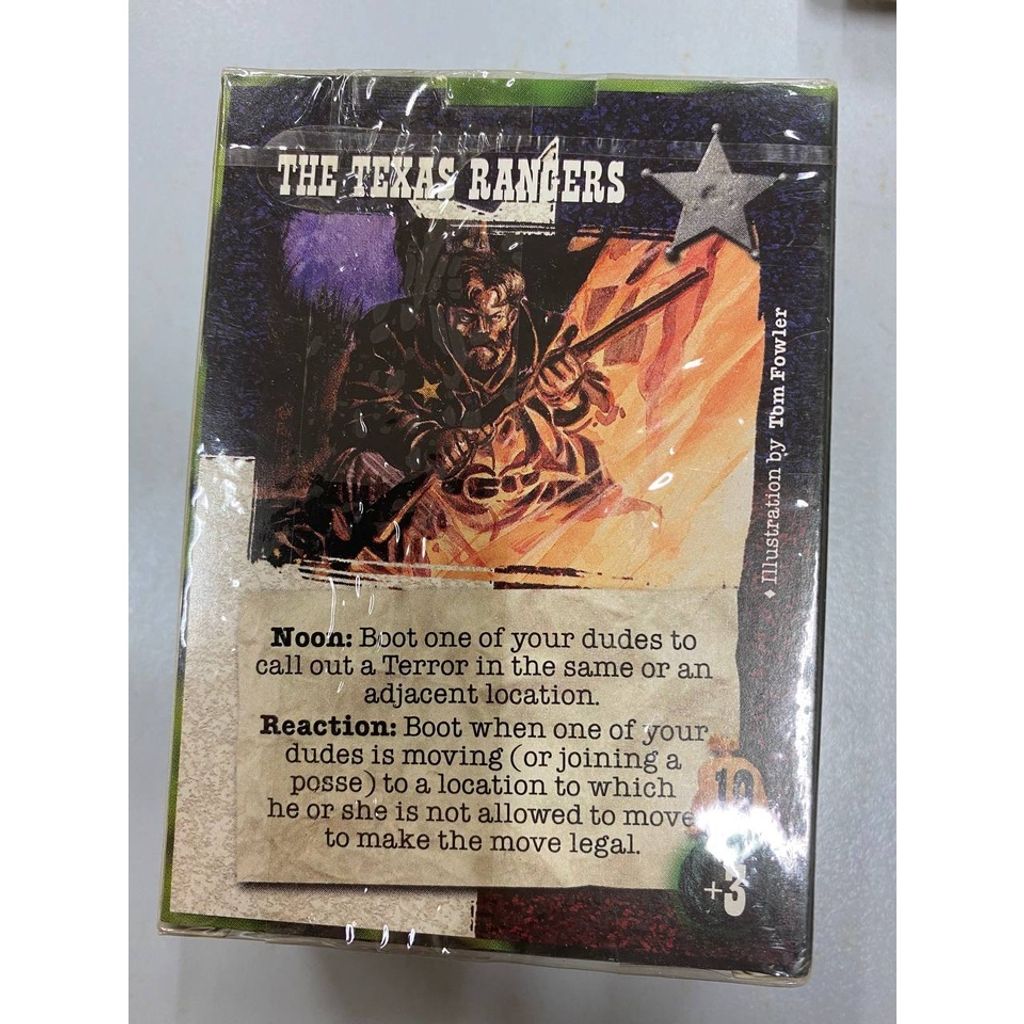 THE TEXAS RANGERS
♦ Illustration by Tom Fowler
Noon: Boot one of your dudes to
call out a Terror in the same or an
adjacent location.
Reaction: Boot when one of your
dudes is moving (or joining a
posse) to a location to which
he or she is not allowed to move
to make the move legal.
10
+3